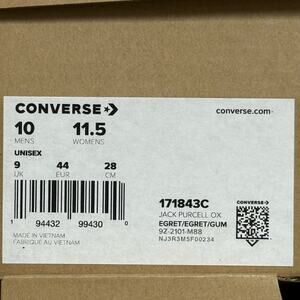 CONVERSE
converse.com
10 11.5
MENS WOMENS
UNISEX
9 44 28
UK EUR CM
1 94432 99430 0
MADE IN VIETNAM
FABRIQUÉ AU VIETNAM
171843C
JACK PURCELL OX
EGRET/EGRET/GUM
9Z-2101-M88
NJ3R3M5F00234
CONVERSE